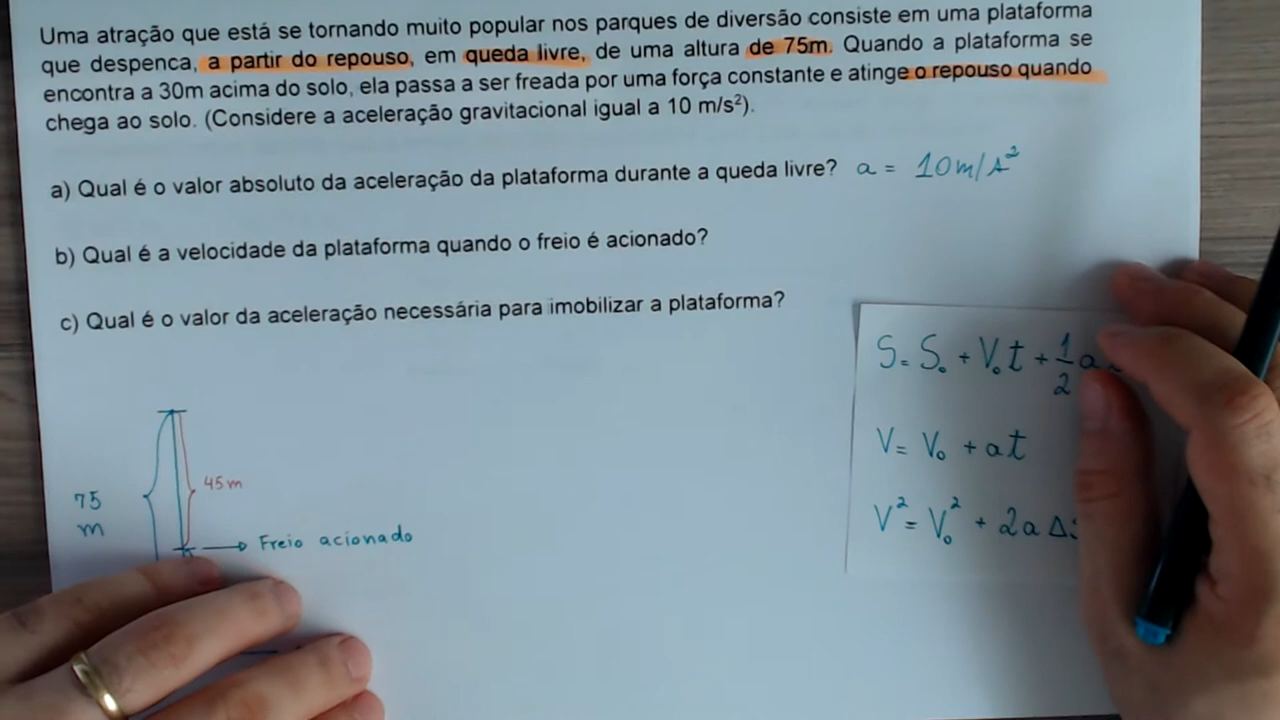 Uma atração que está se tornando muito popular nos parques de diversão consiste em uma plataforma
que despenca, a partir do repouso, em queda livre, de uma altura de 75m. Quando a plataforma se
encontra a 30m acima do solo, ela passa a ser freada por uma força constante e atinge o repouso quando
chega ao solo. (Considere a aceleração gravitacional igual a 10 m/s²).
a) Qual é o valor absoluto da aceleração da plataforma durante a queda livre? a = 10m/s²
b) Qual é a velocidade da plataforma quando o freio é acionado?
c) Qual é o valor da aceleração necessária para imobilizar a plataforma?
S = S₀ + V₀t + 1/2 a
V = V₀ + at
V² = V₀² + 2a Δ
45m
75
m
Freio acionado